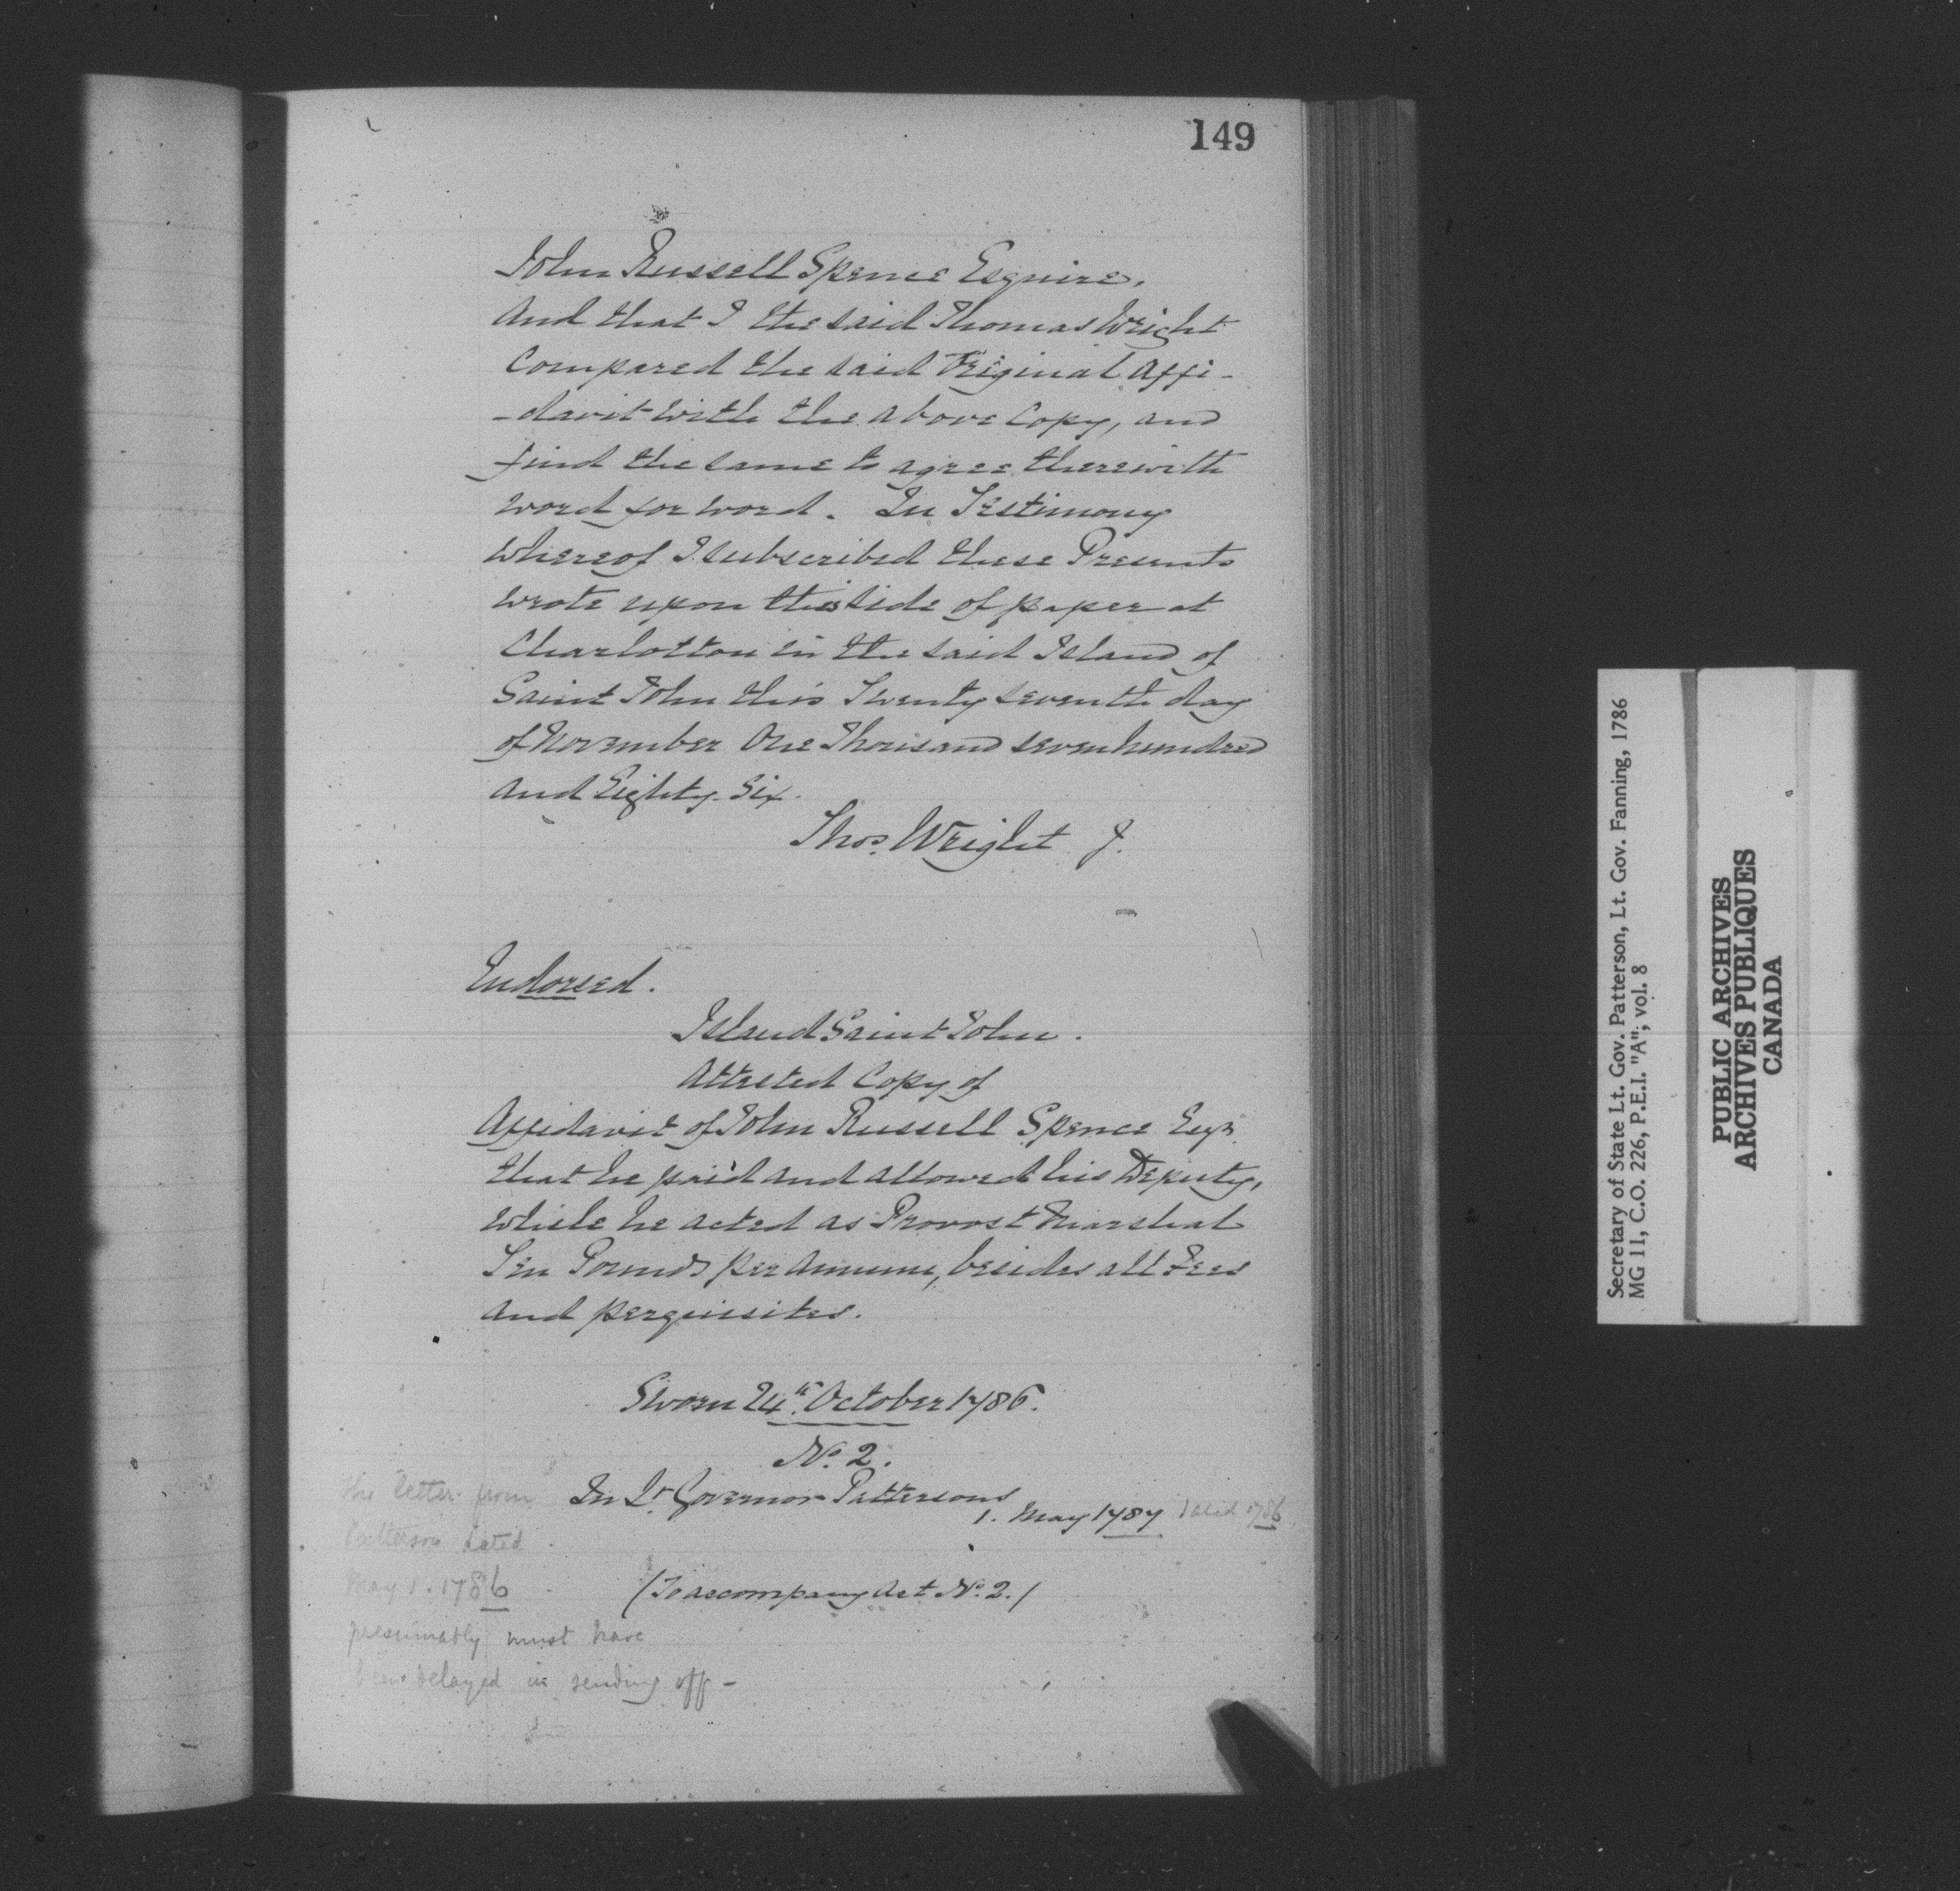 149
John Russell Spence Esquire.
And that I the said Thomas Wright
Compared the said Original Affi-
-davit with the above Copy, and
find the same to agree therewith
word for word. In Testimony
whereof I subscribed these Presents
wrote upon this side of paper at
Charlotton in the said Island of
Saint John this Twenty seventh day
of November One Thousand seven hundred
and Eighty Six.
Thos. Wright J.
Endorsed.
Island Saint John.
Attested Copy of
Affidavit of John Russell Spence Esqr.
that he paid and allowed his Deputy,
while he acted as Provost Marshal
Ten Pounds per Annum, besides all Fees
and perquisites.
Sworn 24th. October 1786.
No. 2.
In Lt. Governor Pattersons
1. May 1787 dated 1786
(To accompany Act No. 2.)
the letter from
Patterson dated
May 1. 1786
presumably must have
been delayed in sending off -
Secretary of State Lt. Gov. Patterson, Lt. Gov. Fanning, 1786
MG 11, C.O. 226, P.E.I. "A"; vol. 8
PUBLIC ARCHIVES
ARCHIVES PUBLIQUES
CANADA